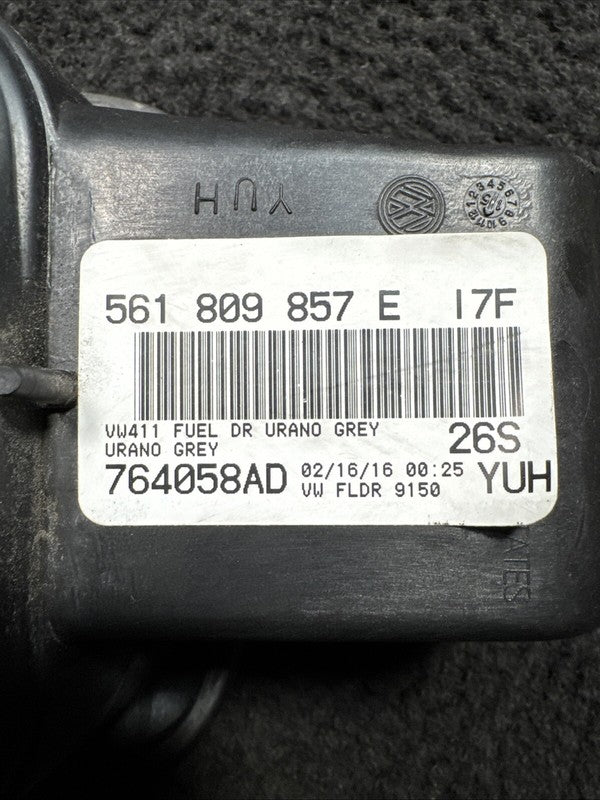 YUH
561 809 857 E 17F
VW411 FUEL DR URANO GREY
URANO GREY
26S
764058AD
02/16/16 00:25
VW FLDR 9150
YUH